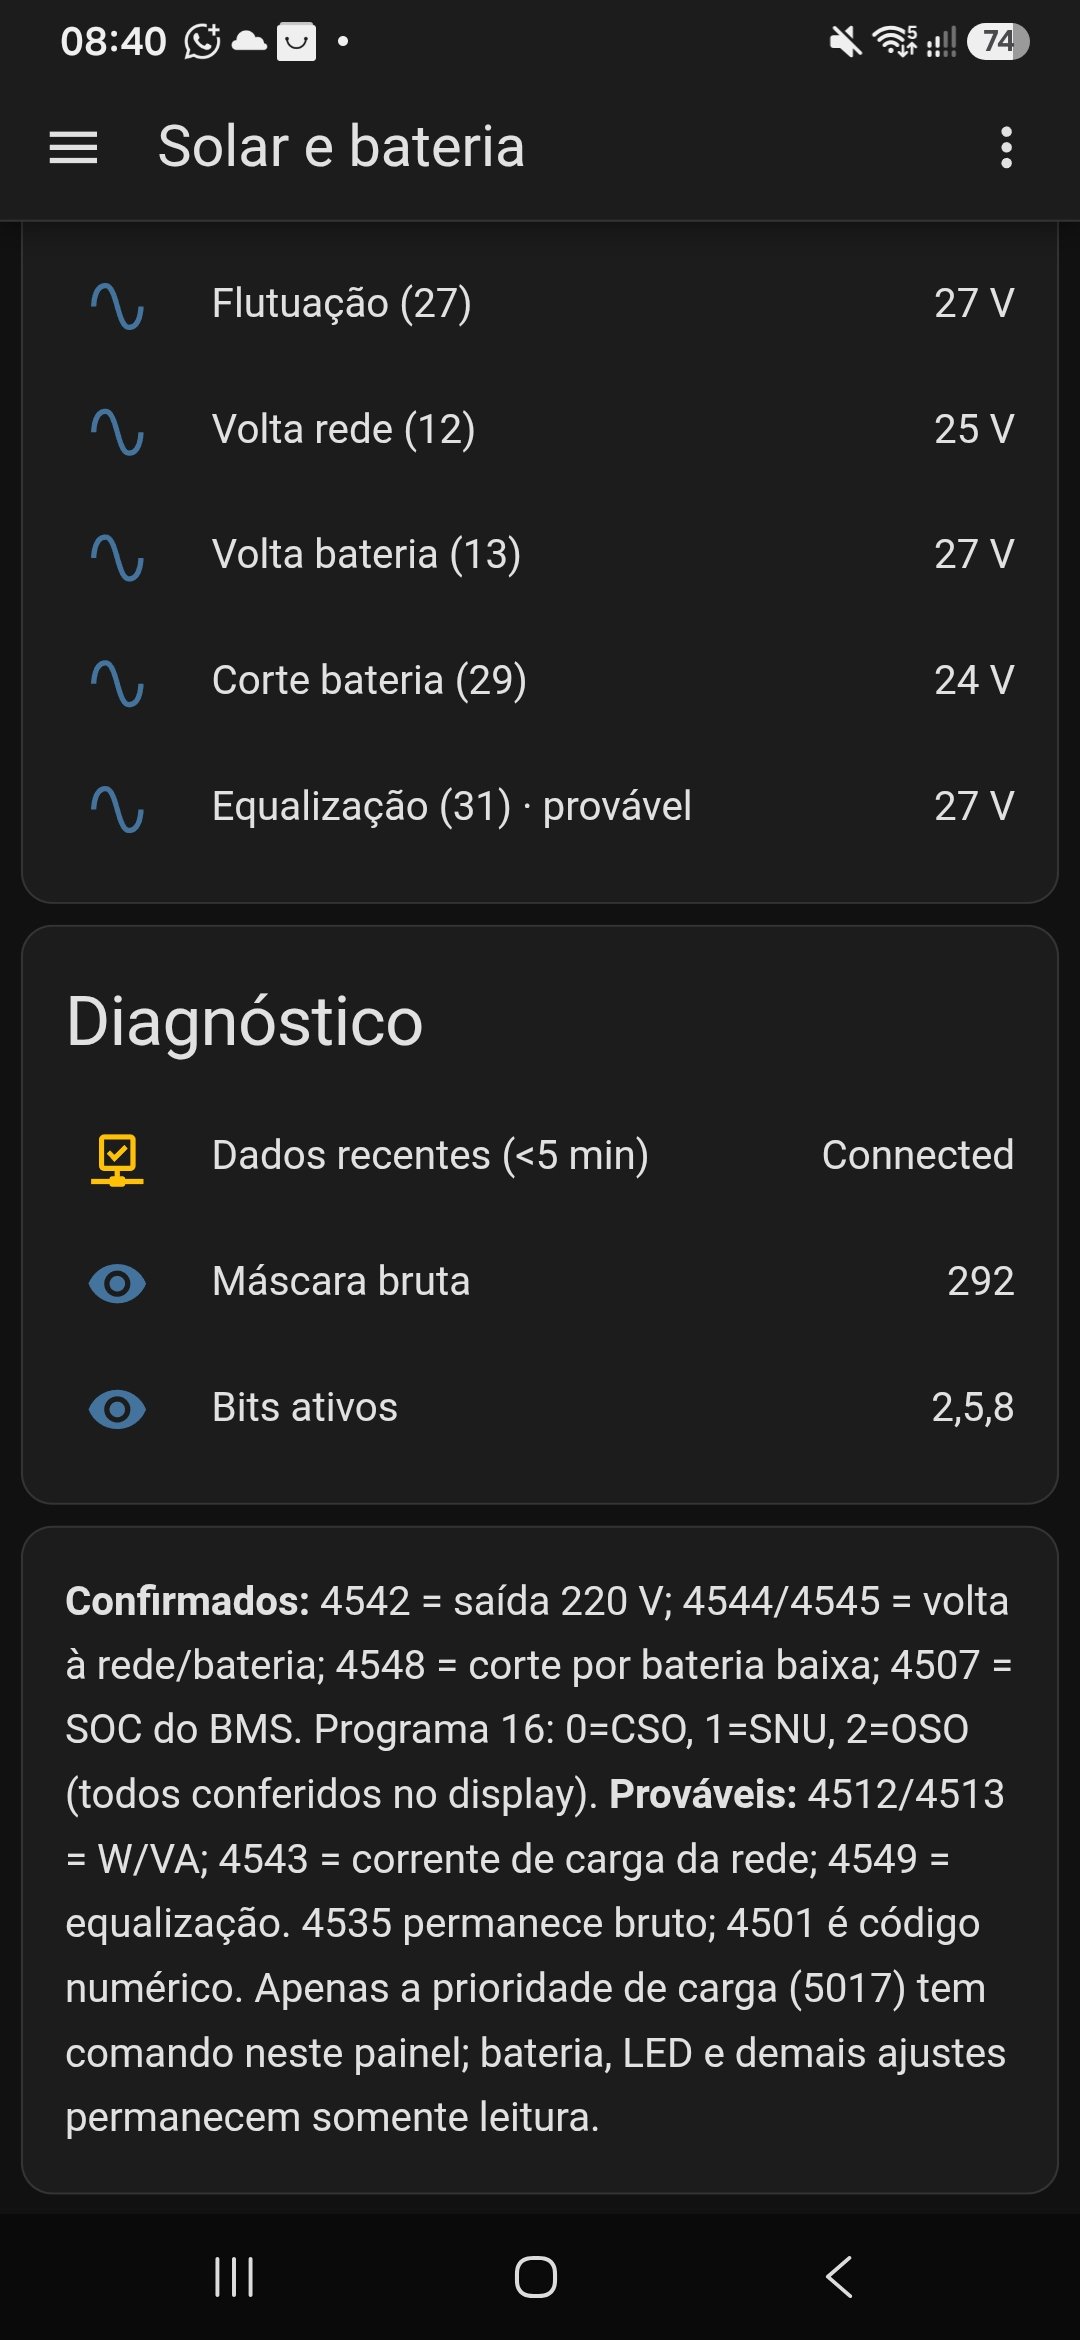 08:40
5
74
Solar e bateria
Flutuação (27) 27 V
Volta rede (12) 25 V
Volta bateria (13) 27 V
Corte bateria (29) 24 V
Equalização (31) · provável 27 V
Diagnóstico
Dados recentes (<5 min) Connected
Máscara bruta 292
Bits ativos 2,5,8
Confirmados: 4542 = saída 220 V; 4544/4545 = volta
à rede/bateria; 4548 = corte por bateria baixa; 4507 =
SOC do BMS. Programa 16: 0=CSO, 1=SNU, 2=OSO
(todos conferidos no display). Prováveis: 4512/4513
= W/VA; 4543 = corrente de carga da rede; 4549 =
equalização. 4535 permanece bruto; 4501 é código
numérico. Apenas a prioridade de carga (5017) tem
comando neste painel; bateria, LED e demais ajustes
permanecem somente leitura.